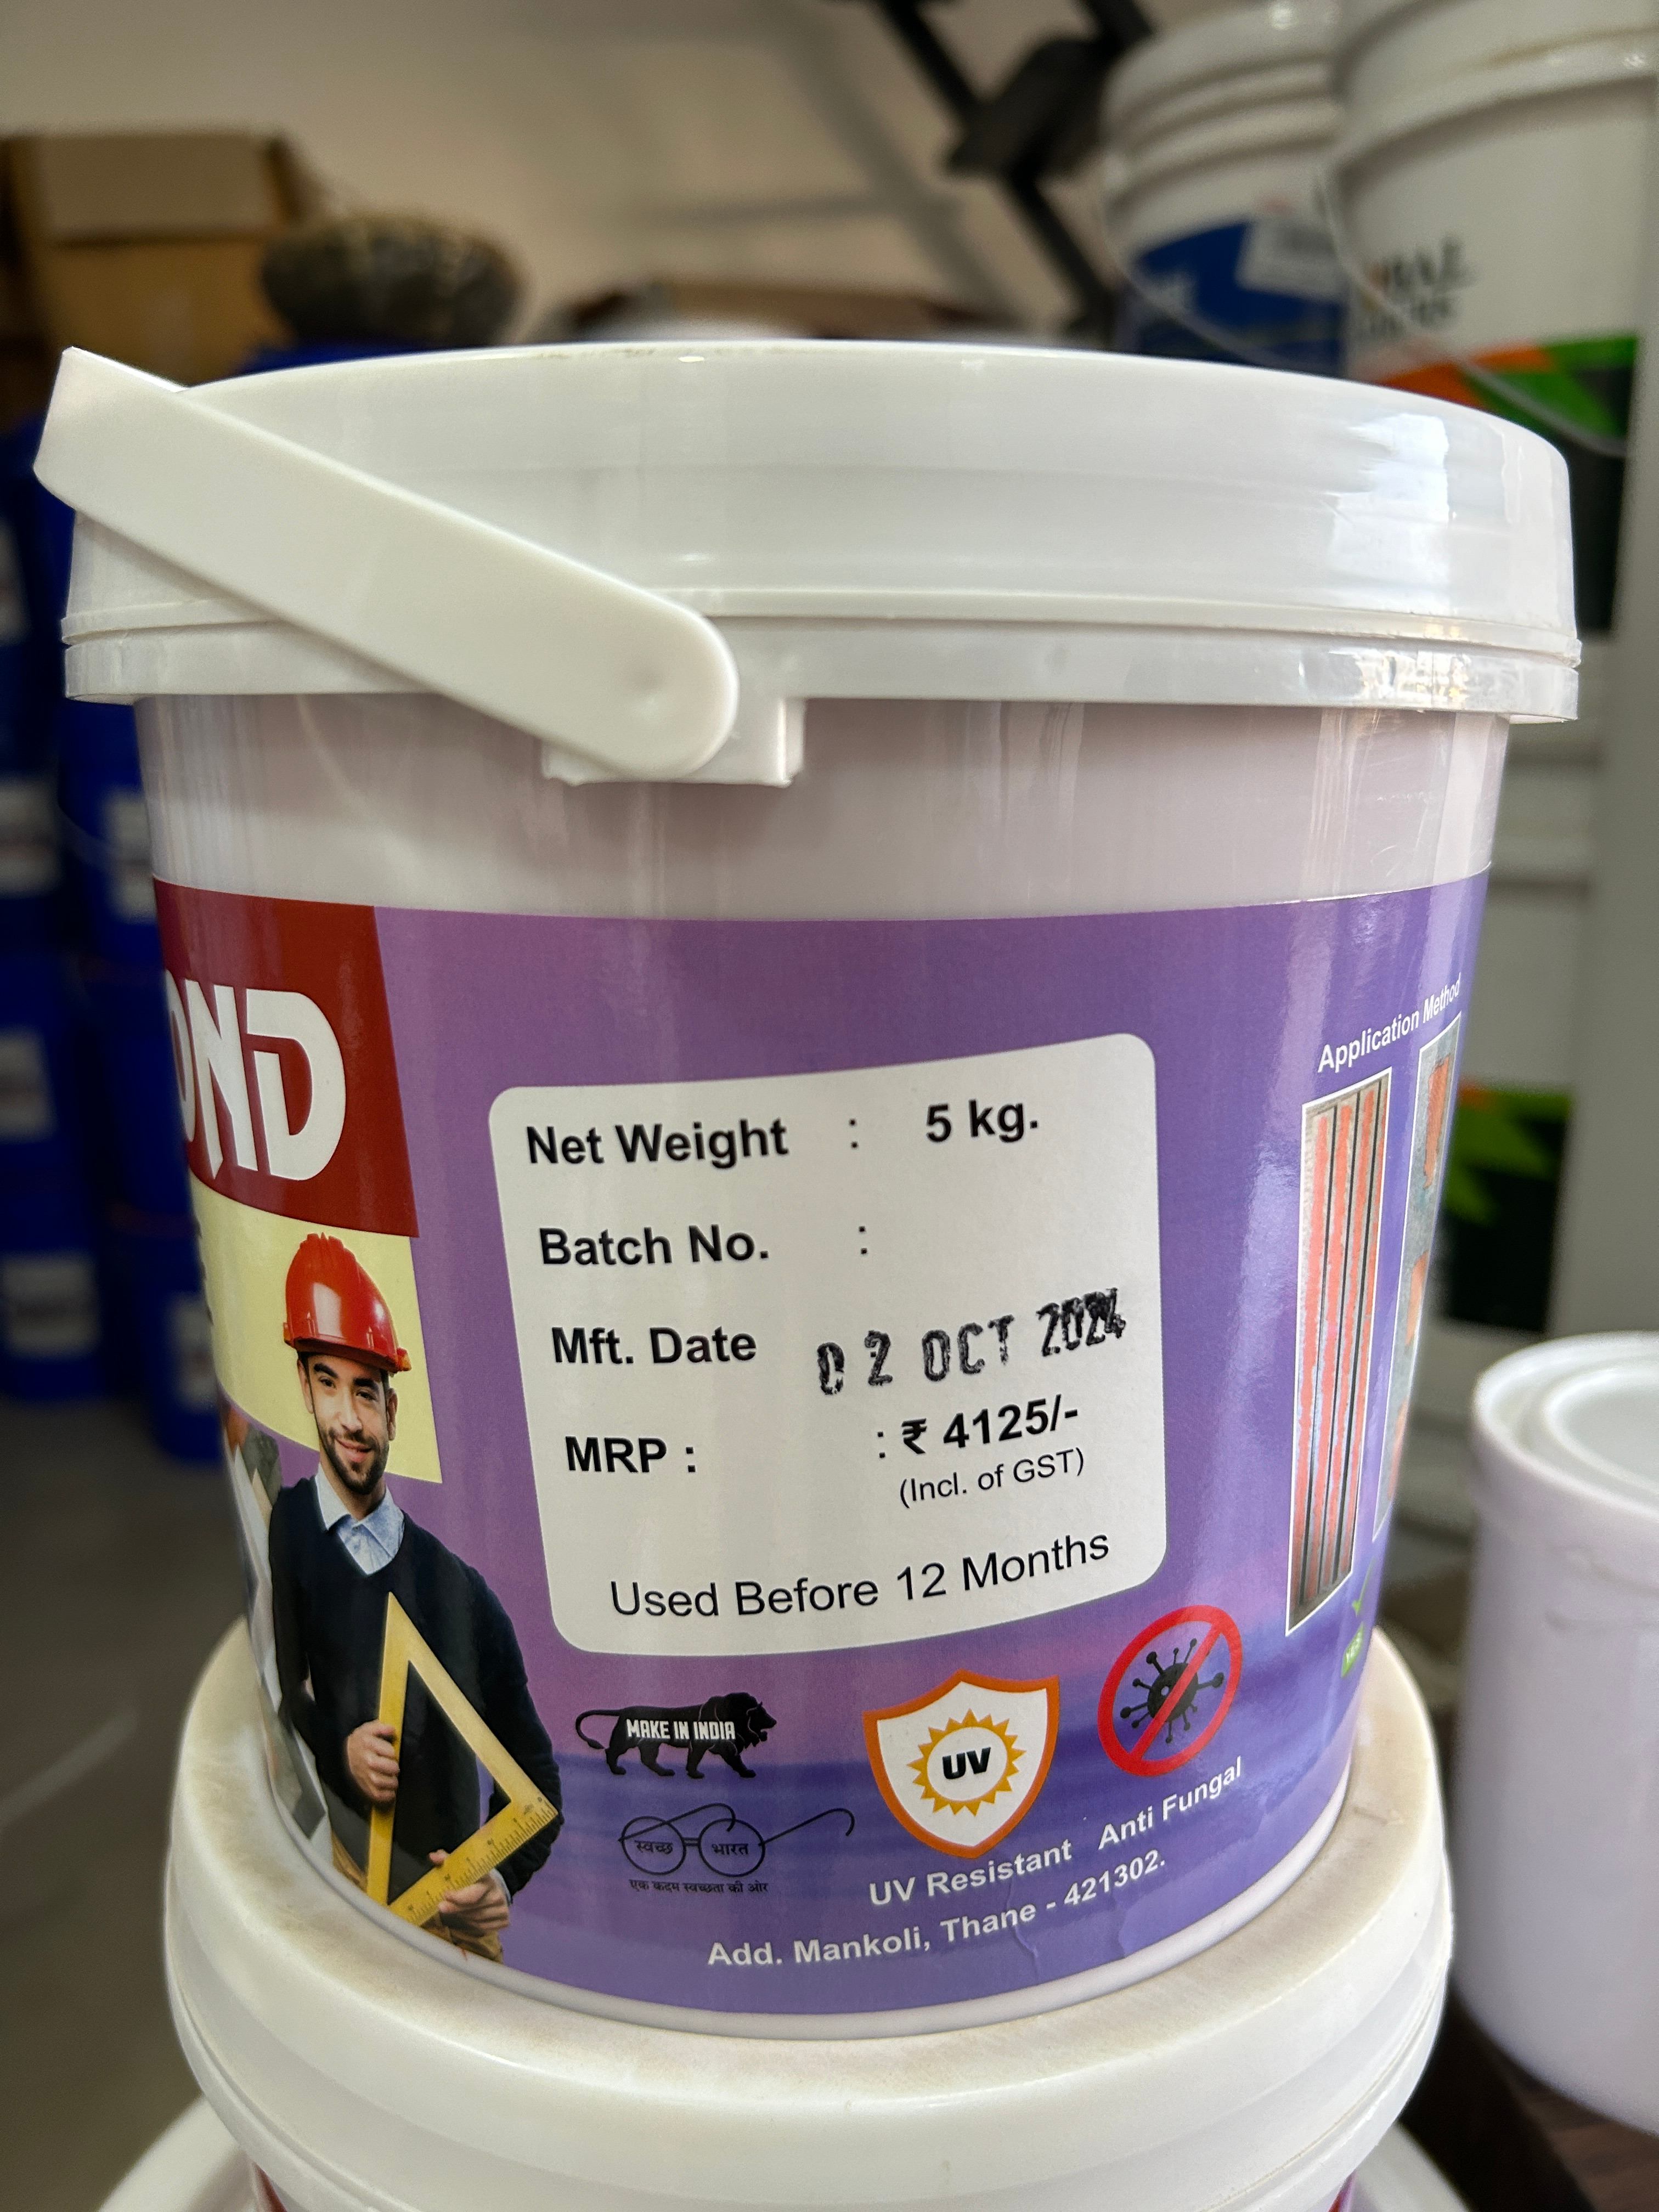 OND
Net Weight : 5 kg.
Batch No. :
Mft. Date 02 OCT 2024
MRP : : ₹ 4125/-
(Incl. of GST)
Used Before 12 Months
Application Method
MAKE IN INDIA
UV
स्वच्छ भारत
एक कदम स्वच्छता की ओर
UV Resistant Anti Fungal
Add. Mankoli, Thane - 421302.